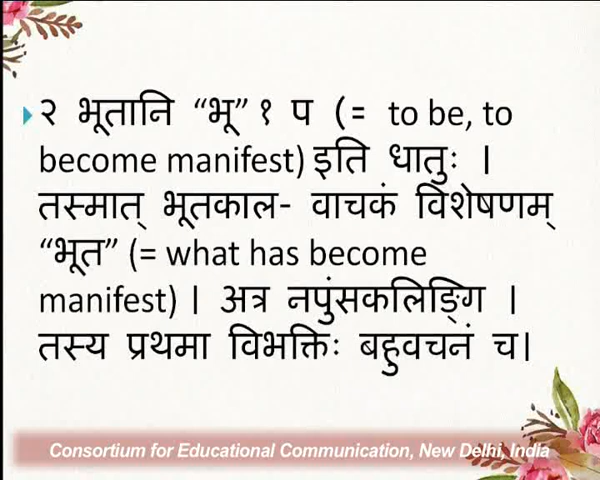 २ भूतानि “भू” १ प (= to be, to
become manifest) इति धातुः ।
तस्मात् भूतकाल- वाचकं विशेषणम्
“भूत” (= what has become
manifest) । अत्र नपुंसकलिङ्गि ।
तस्य प्रथमा विभक्तिः बहुवचनं च।
Consortium for Educational Communication, New Delhi, India